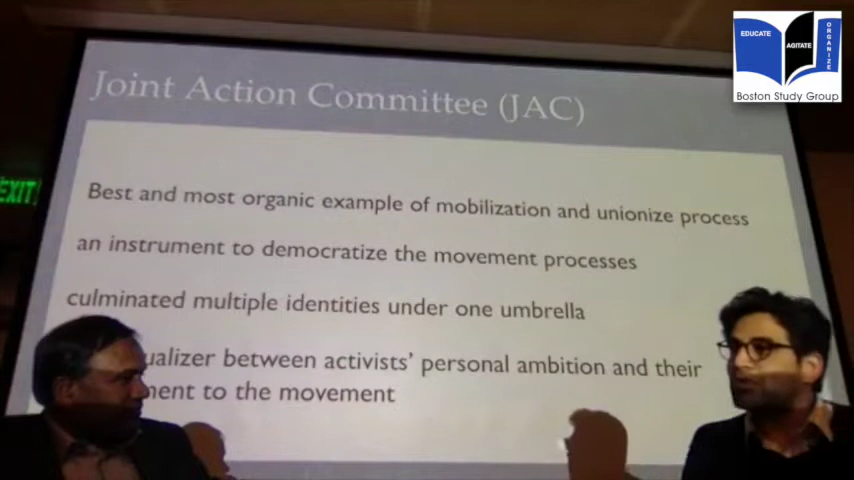 EDUCATE
AGITATE
ORGANIZE
Boston Study Group
Joint Action Committee (JAC)
EXIT
Best and most organic example of mobilization and unionize process
an instrument to democratize the movement processes
culminated multiple identities under one umbrella
between activists' personal ambition and their
to the movement